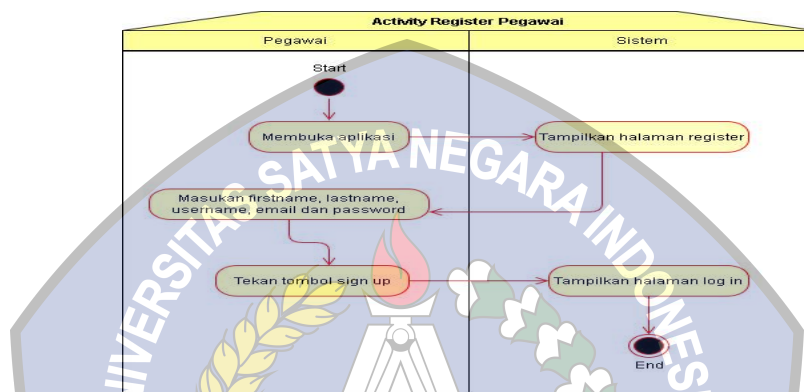 Activity Register Pegawai
Pegawai
Sistem
Start
Membuka aplikasi
Tampilkan halaman register
Masukan firstname, lastname,
username, email dan password
Tekan tombol sign up
Tampilkan halaman log in
End
UNIVERSITAS SATYA NEGARA INDONES